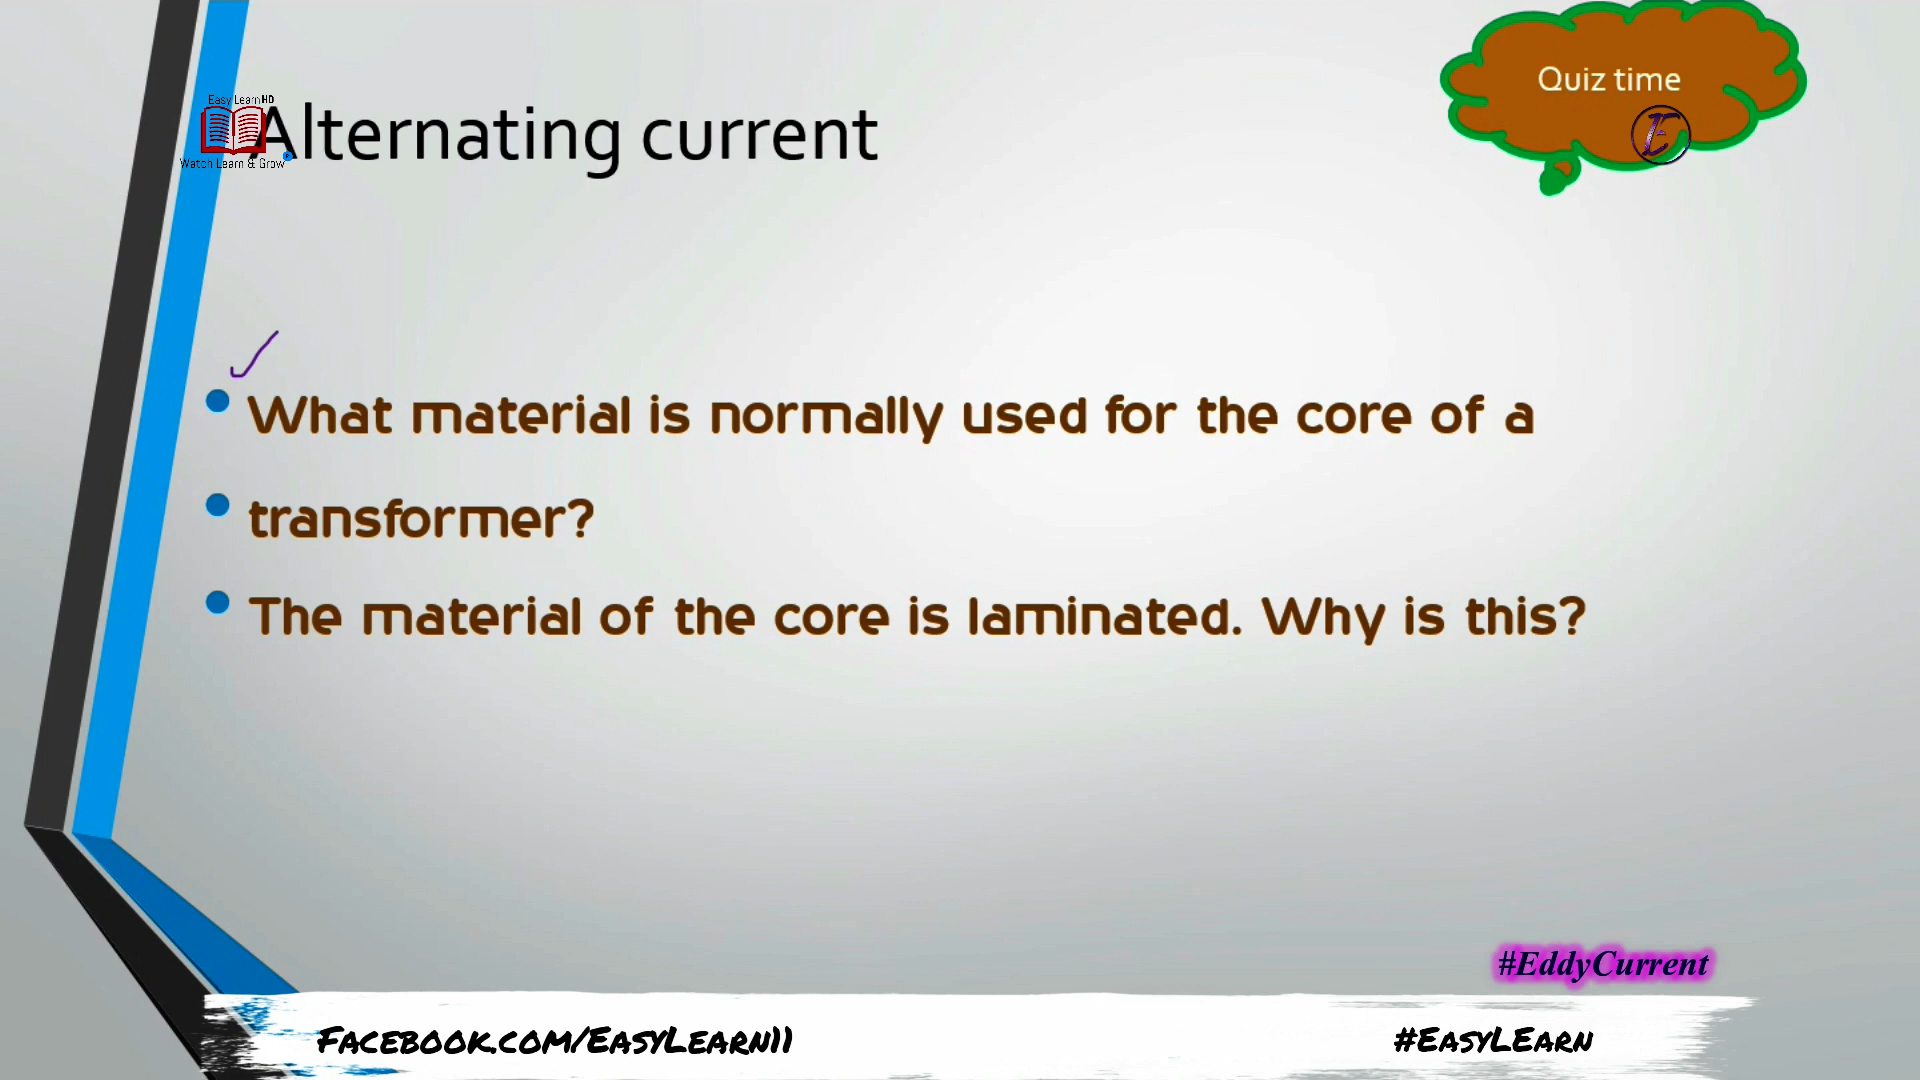 Quiz time
Easy Learn HD
Alternating current
Watch Learn & Grow
E
What material is normally used for the core of a
transformer?
The material of the core is laminated. Why is this?
#EddyCurrent
Facebook.com/EasyLearn11
#EasyLEarn